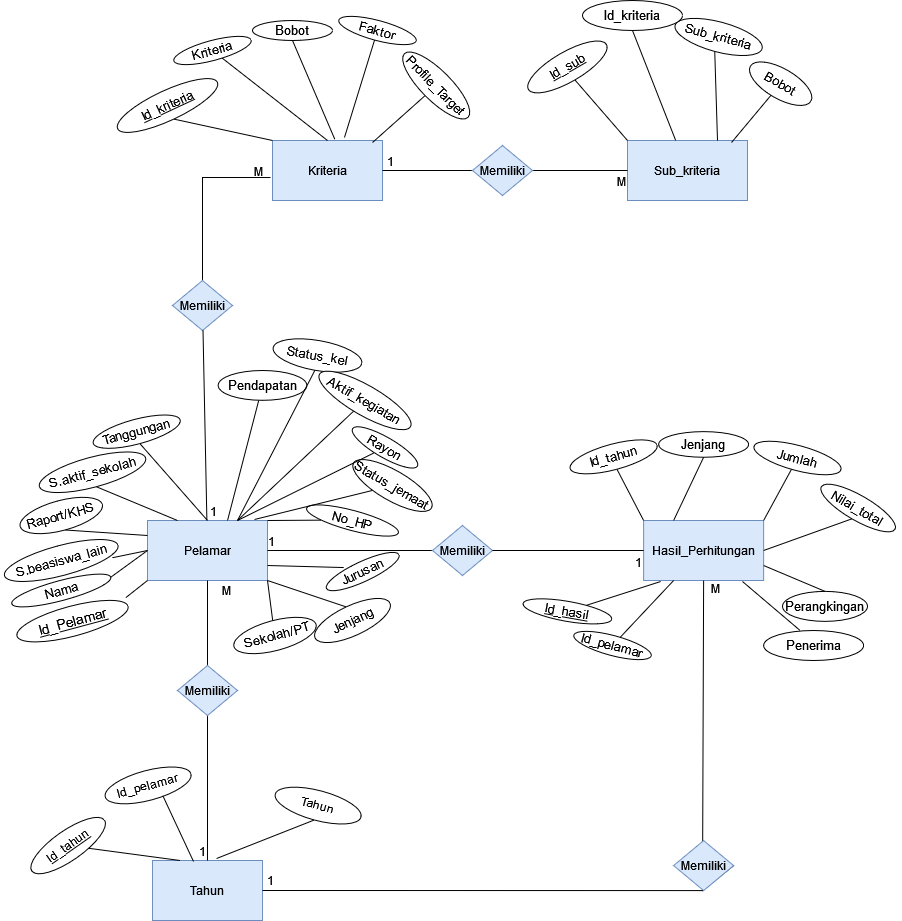 Id_kriteria
Kriteria
Bobot
Faktor
Profile_Target
Id_sub
Id_kriteria
Sub_kriteria
Bobot
Kriteria
1
Memiliki
M
Sub_kriteria
M
Memiliki
Tanggungan
Pendapatan
Status_kel
Aktif_kegiatan
Rayon
Status_jemaat
No_HP
S.aktif_sekolah
Raport/KHS
S.beasiswa_lain
Nama
Id_Pelamar
1
Pelamar
1
M
Jurusan
Jenjang
Sekolah/PT
Memiliki
Id_tahun
Jenjang
Jumlah
Nilai_total
1
Hasil_Perhitungan
M
Id_hasil
Id_pelamar
Perangkingan
Penerima
Memiliki
Id_tahun
Id_pelamar
Tahun
1
Tahun
1
Memiliki